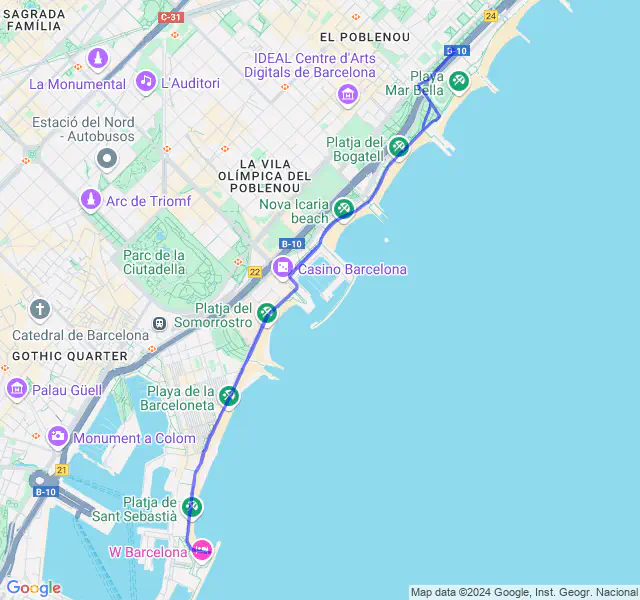 SAGRADA
FAMÍLIA
C-31
24
EL POBLENOU
B-10
IDEAL Centre d'Arts
Digitals de Barcelona
Playa
Mar Bella
La Monumental
L'Auditori
Estació del Nord
- Autobusos
Platja del
Bogatell
LA VILA
OLÍMPICA DEL
POBLENOU
Arc de Triomf
Nova Icaria
beach
B-10
Parc de la
Ciutadella
22
Casino Barcelona
Platja del
Somorrostro
Catedral de Barcelona
GOTHIC QUARTER
Palau Güell
Playa de la
Barceloneta
Monument a Colom
21
B-10
Platja de
Sant Sebastià
W Barcelona
Google
Map data ©2024 Google, Inst. Geogr. Nacional